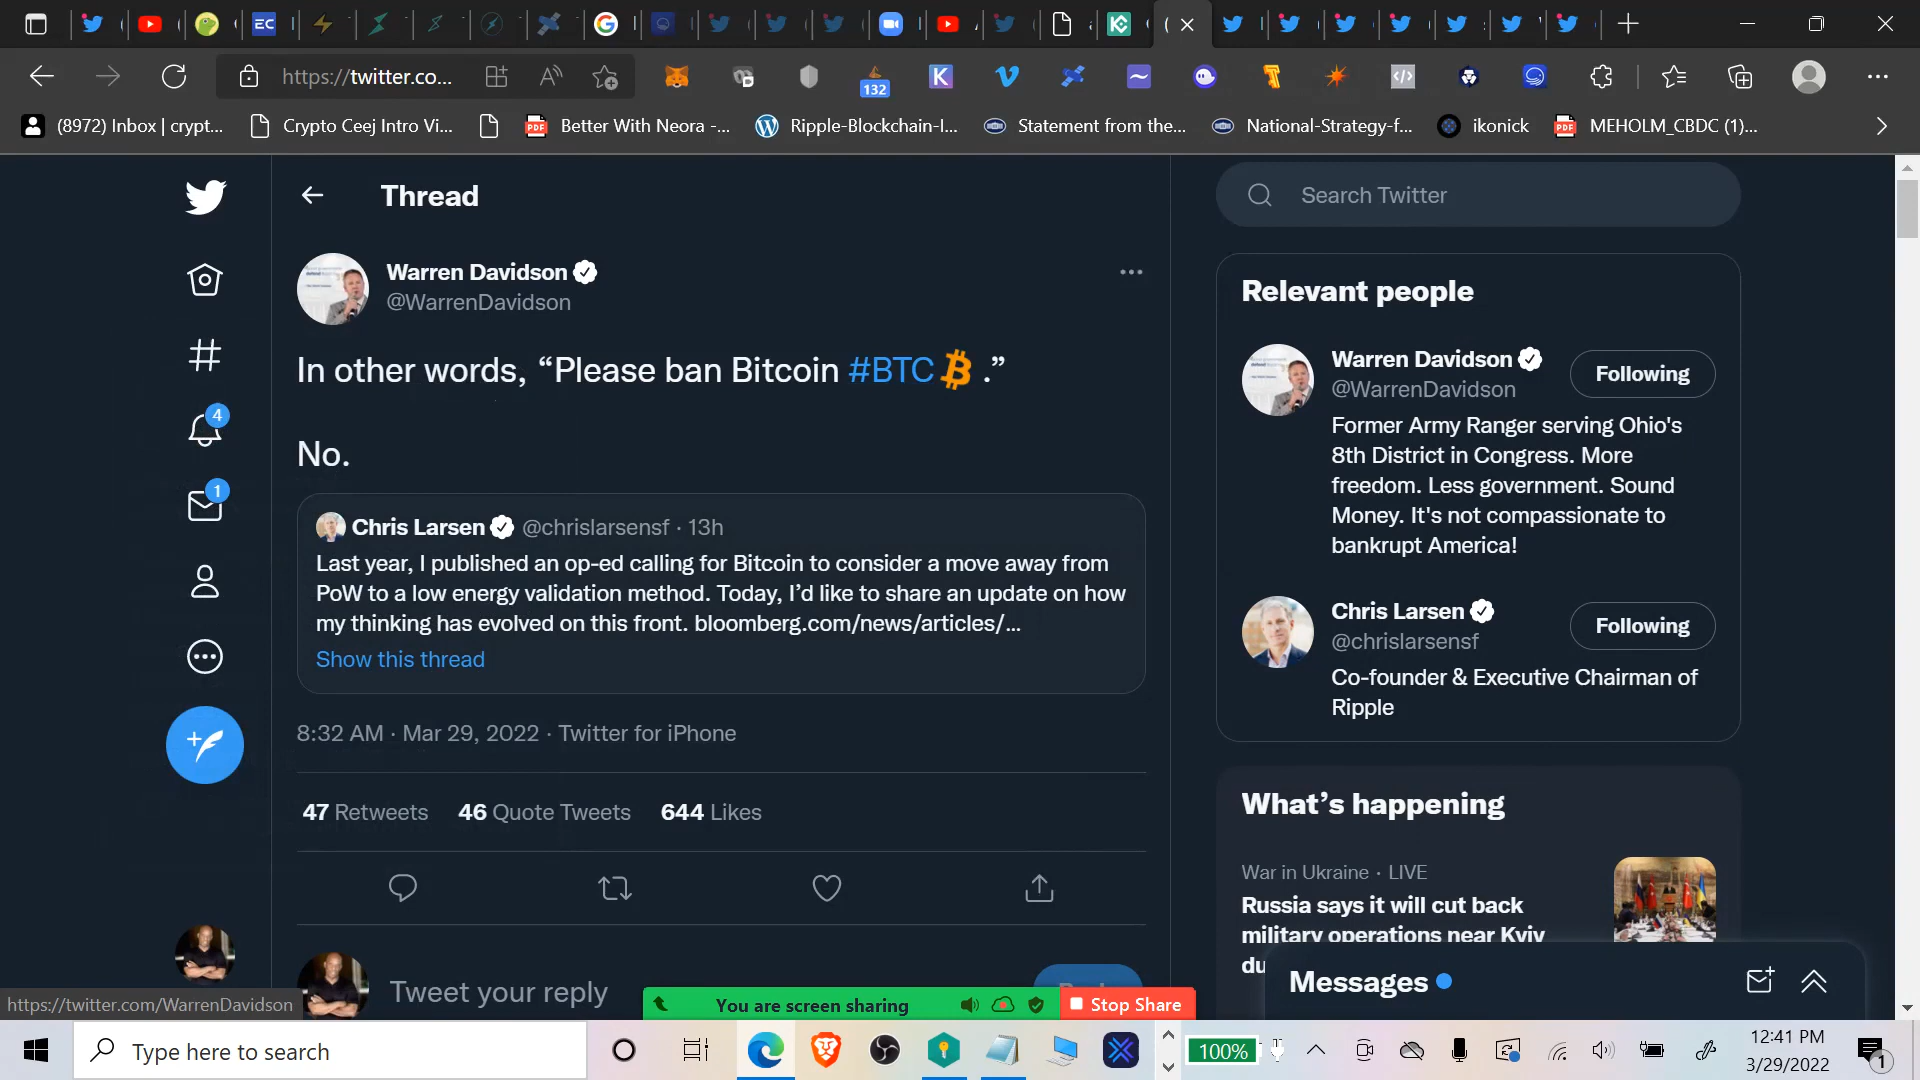 EC
132
https://twitter.co...
(8972) Inbox | crypt...
Crypto Ceej Intro Vi...
PDF
Better With Neora -...
Ripple-Blockchain-I...
Statement from the...
National-Strategy-f...
ikonick
PDF
MEHOLM_CBDC (1)...
Thread
Search Twitter
Warren Davidson
@WarrenDavidson
In other words, “Please ban Bitcoin #BTC .”
No.
Chris Larsen @chrislarsensf · 13h
Last year, I published an op-ed calling for Bitcoin to consider a move away from
PoW to a low energy validation method. Today, I’d like to share an update on how
my thinking has evolved on this front. bloomberg.com/news/articles/...
Show this thread
8:32 AM · Mar 29, 2022 · Twitter for iPhone
47 Retweets 46 Quote Tweets 644 Likes
Tweet your reply
4
1
Relevant people
Warren Davidson
@WarrenDavidson
Following
Former Army Ranger serving Ohio's
8th District in Congress. More
freedom. Less government. Sound
Money. It's not compassionate to
bankrupt America!
Chris Larsen
@chrislarsensf
Following
Co-founder & Executive Chairman of
Ripple
What’s happening
War in Ukraine · LIVE
Russia says it will cut back
military operations near Kyiv
du
Messages
https://twitter.com/WarrenDavidson
You are screen sharing
Stop Share
Type here to search
100%
12:41 PM
3/29/2022
1